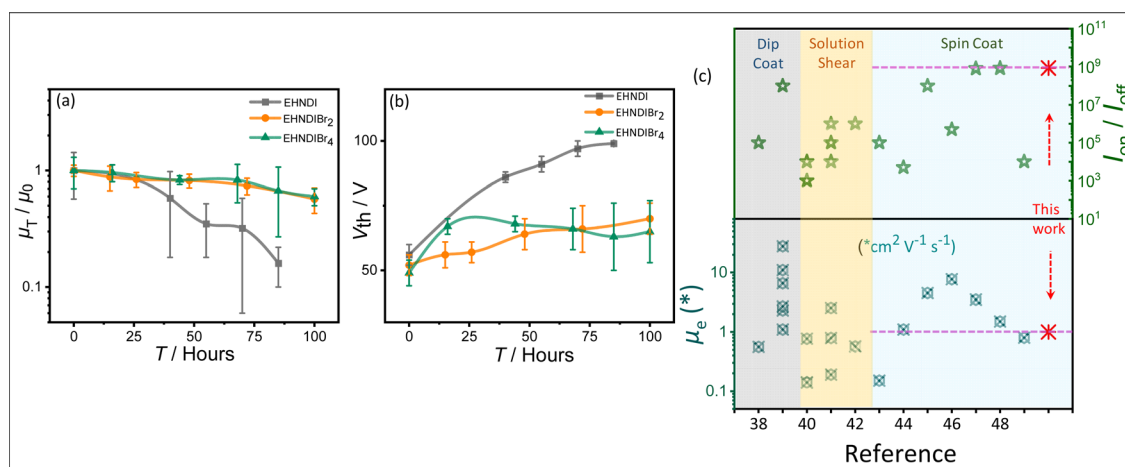 (a)
EHNDI
EHNDIBr2
EHNDIBr4
1
0.1
μT / μ0
0 25 50 75 100
T / Hours
(b)
EHNDI
EHNDIBr2
EHNDIBr4
100
50
Vth / V
0 25 50 75 100
T / Hours
(c)
Dip
Coat
Solution
Shear
Spin Coat
10^11
10^9
10^7
10^5
10^3
10^1
Ion / Ioff
This
work
(*cm2 V-1 s-1)
10
1
0.1
μe (*)
38 40 42 44 46 48
Reference